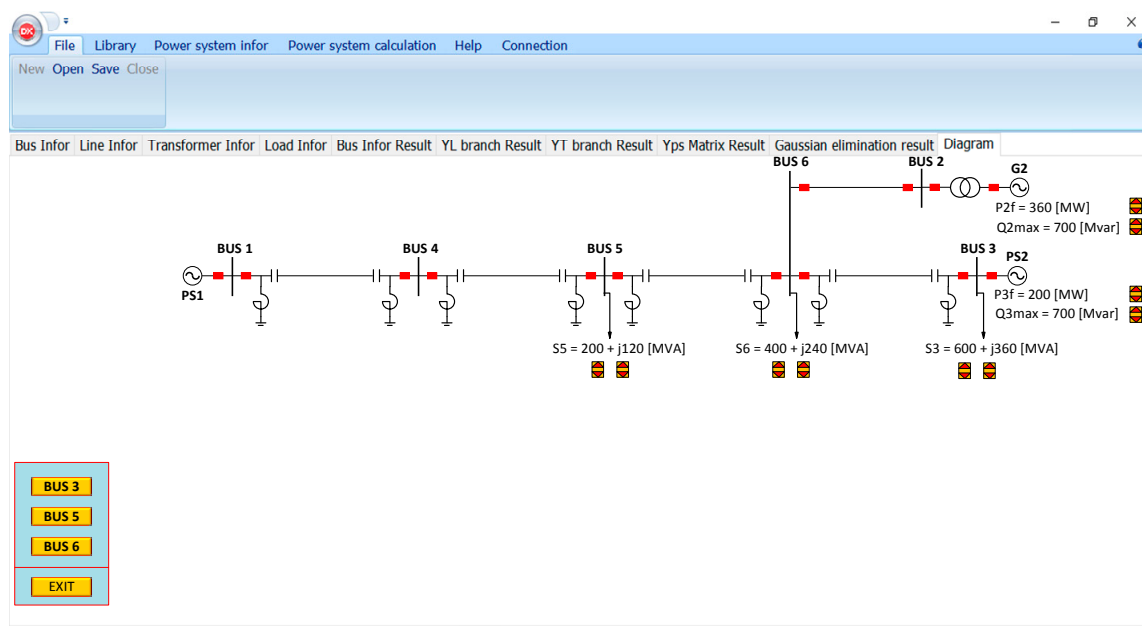 DK
File Library Power system infor Power system calculation Help Connection
New Open Save Close
Bus Infor Line Infor Transformer Infor Load Infor Bus Infor Result YL branch Result YT branch Result Yps Matrix Result Gaussian elimination result Diagram
BUS 6 BUS 2 G2
P2f = 360 [MW]
Q2max = 700 [Mvar]
BUS 1 BUS 4 BUS 5 BUS 3 PS2
PS1
P3f = 200 [MW]
Q3max = 700 [Mvar]
S5 = 200 + j120 [MVA] S6 = 400 + j240 [MVA] S3 = 600 + j360 [MVA]
BUS 3
BUS 5
BUS 6
EXIT